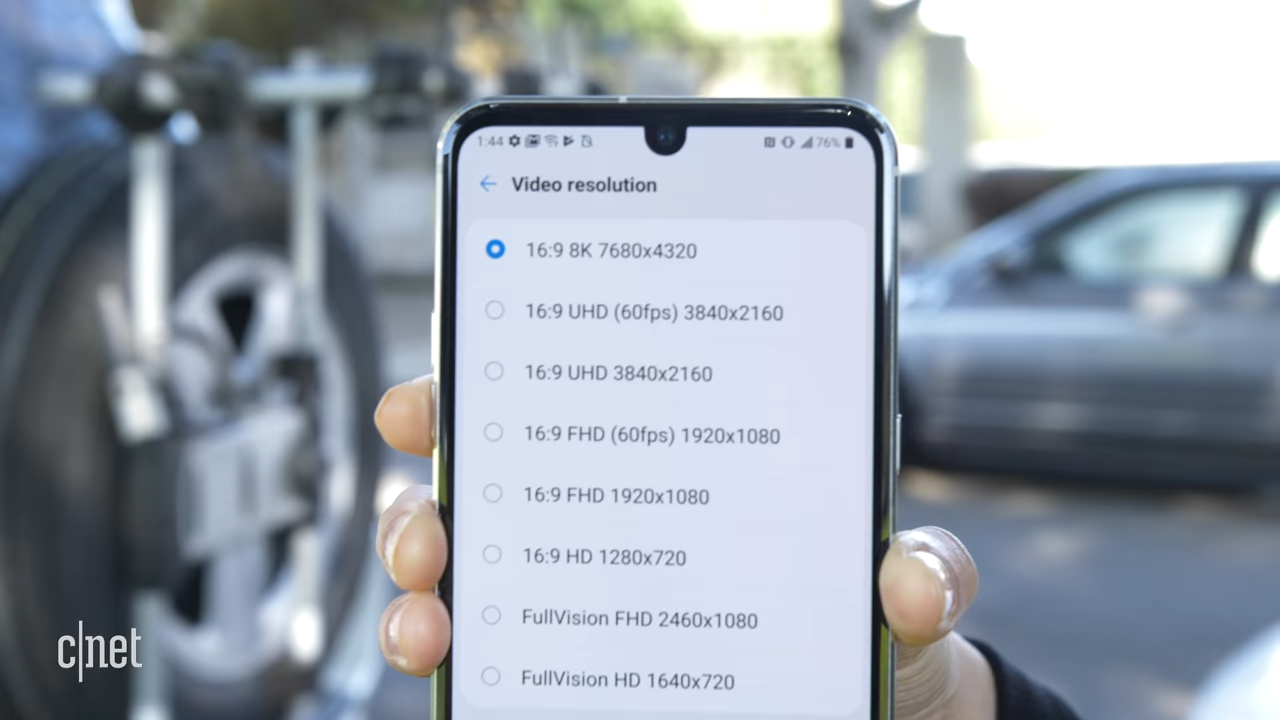 1:44 76%
Video resolution
16:9 8K 7680x4320
16:9 UHD (60fps) 3840x2160
16:9 UHD 3840x2160
16:9 FHD (60fps) 1920x1080
16:9 FHD 1920x1080
16:9 HD 1280x720
FullVision FHD 2460x1080
FullVision HD 1640x720
c|net